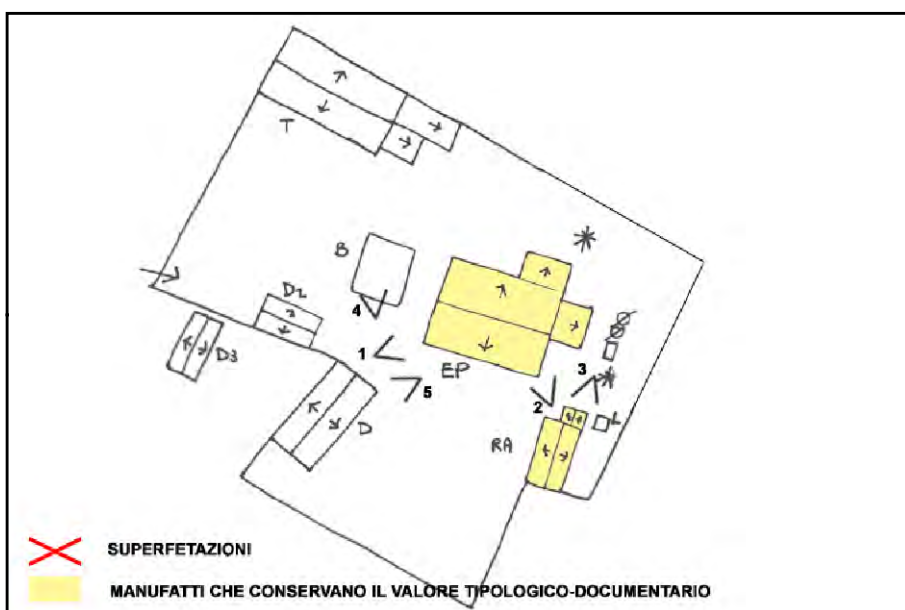 T
B
D2
4
D3
1
EP
3
5
2
L
D
RA
SUPERFETAZIONI
MANUFATTI CHE CONSERVANO IL VALORE TIPOLOGICO-DOCUMENTARIO